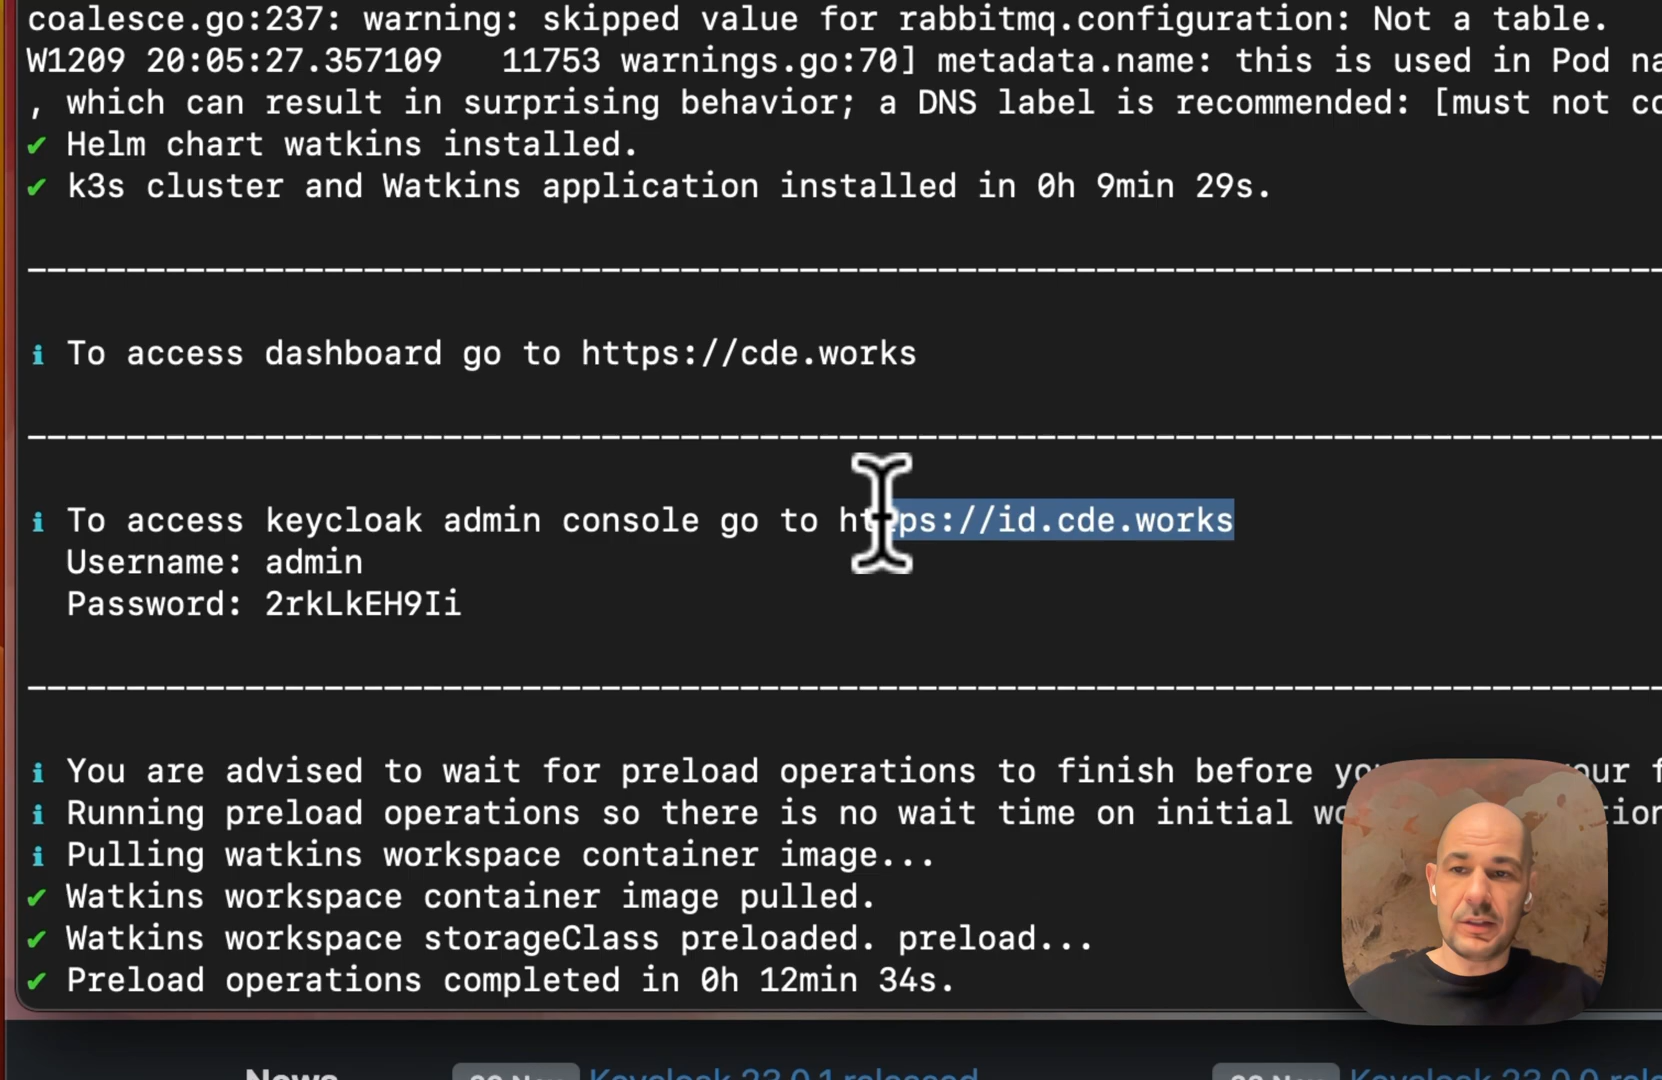 coalesce.go:237: warning: skipped value for rabbitmq.configuration: Not a table.
W1209 20:05:27.357109   11753 warnings.go:70] metadata.name: this is used in Pod
, which can result in surprising behavior; a DNS label is recommended: [must not
✔ Helm chart watkins installed.
✔ k3s cluster and Watkins application installed in 0h 9min 29s.
ℹ To access dashboard go to https://cde.works
ℹ To access keycloak admin console go to https://id.cde.works
Username: admin
Password: 2rkLkEH9Ii
ℹ You are advised to wait for preload operations to finish before
ℹ Running preload operations so there is no wait time on initial
ℹ Pulling watkins workspace container image...
✔ Watkins workspace container image pulled.
✔ Watkins workspace storageClass preloaded. preload...
✔ Preload operations completed in 0h 12min 34s.
News